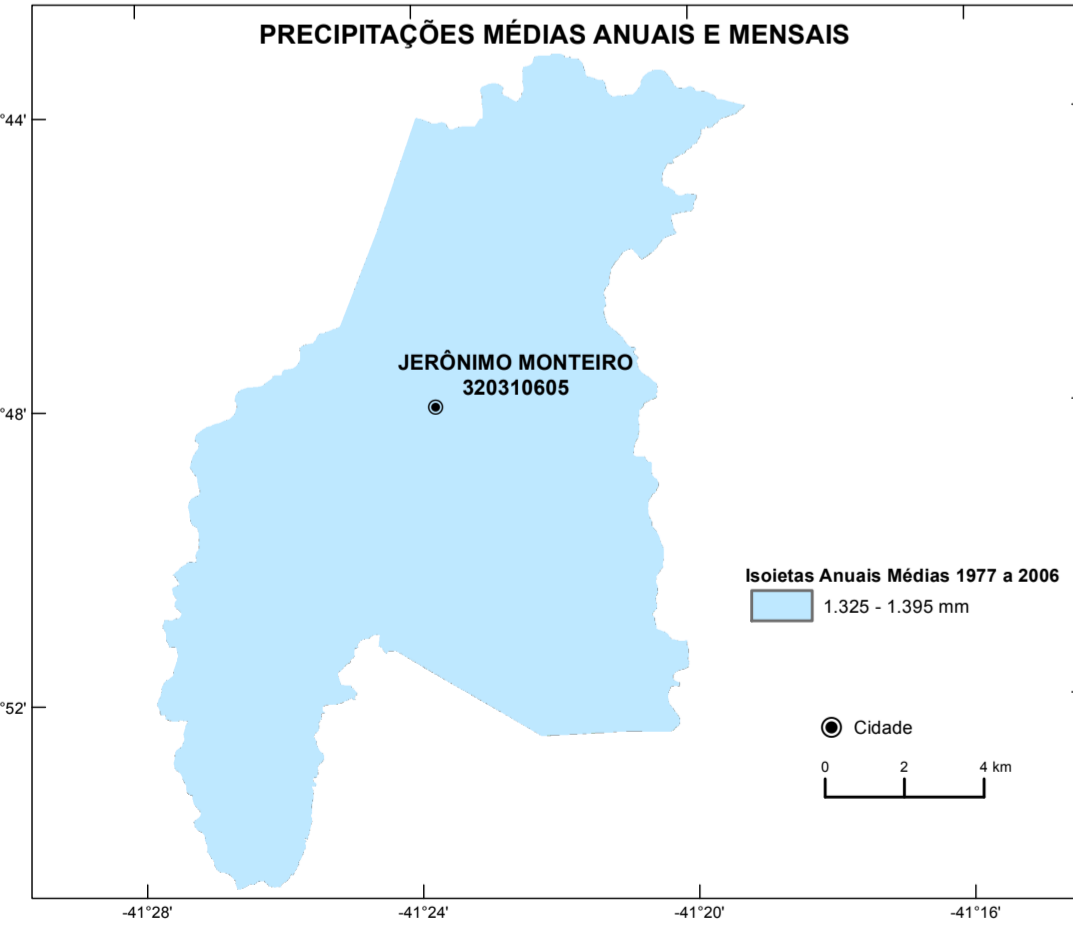 PRECIPITAÇÕES MÉDIAS ANUAIS E MENSAIS
°44'
JERÔNIMO MONTEIRO
320310605
°48'
Isoietas Anuais Médias 1977 a 2006
1.325 - 1.395 mm
°52'
Cidade
0 2 4 km
-41°28' -41°24' -41°20' -41°16'